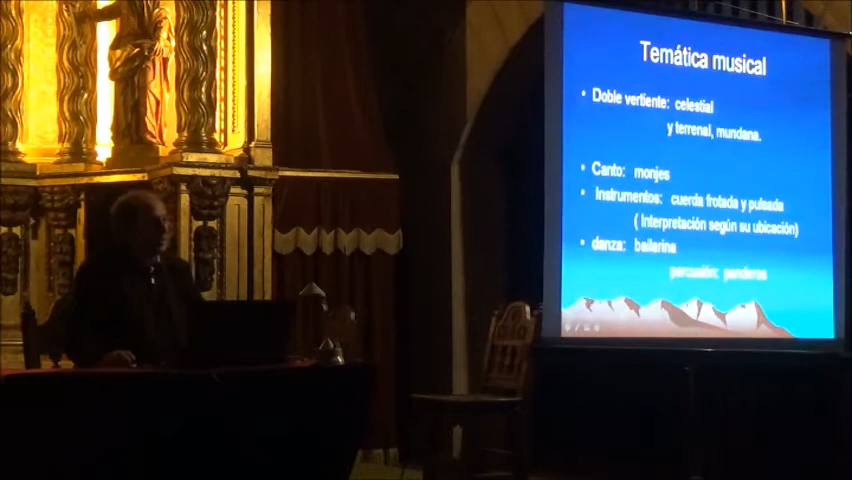 Temática musical
• Doble vertiente: celestial
y terrenal, mundana.
• Canto: monjes
• Instrumentos: cuerda frotada y pulsada
( Interpretación según su ubicación)
• danza: bailarina
percusión: panderos